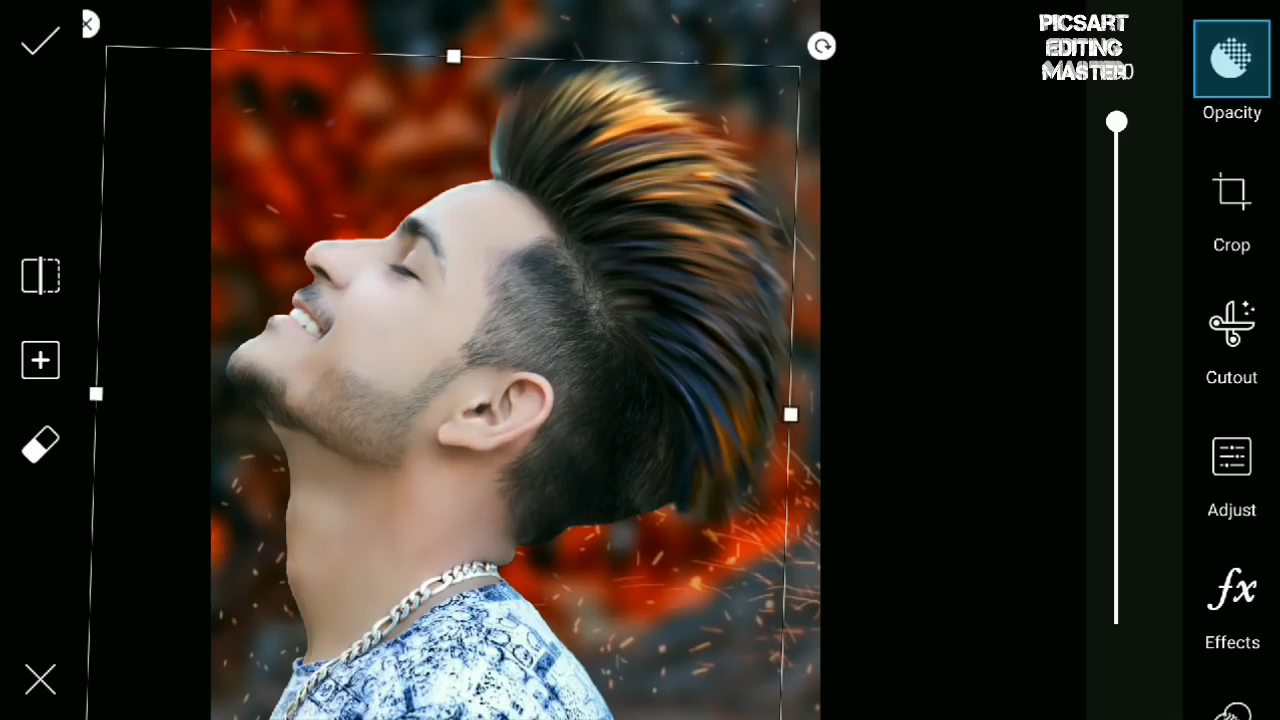 PICSART
EDITING
MASTER
Opacity
Crop
Cutout
Adjust
fx
Effects